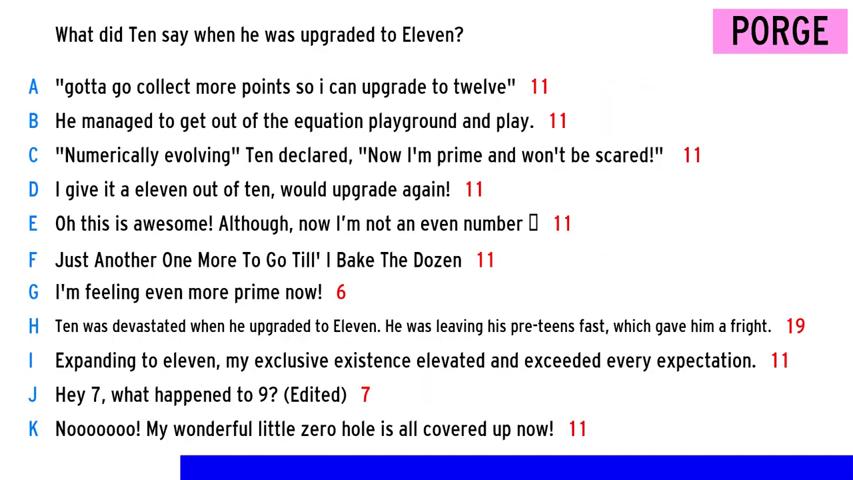 What did Ten say when he was upgraded to Eleven?
PORGE
A "gotta go collect more points so i can upgrade to twelve" 11
B He managed to get out of the equation playground and play. 11
C "Numerically evolving" Ten declared, "Now I'm prime and won't be scared!" 11
D I give it a eleven out of ten, would upgrade again! 11
E Oh this is awesome! Although, now I'm not an even number ▯ 11
F Just Another One More To Go Till' I Bake The Dozen 11
G I'm feeling even more prime now! 6
H Ten was devastated when he upgraded to Eleven. He was leaving his pre-teens fast, which gave him a fright. 19
I Expanding to eleven, my exclusive existence elevated and exceeded every expectation. 11
J Hey 7, what happened to 9? (Edited) 7
K Nooooooo! My wonderful little zero hole is all covered up now! 11